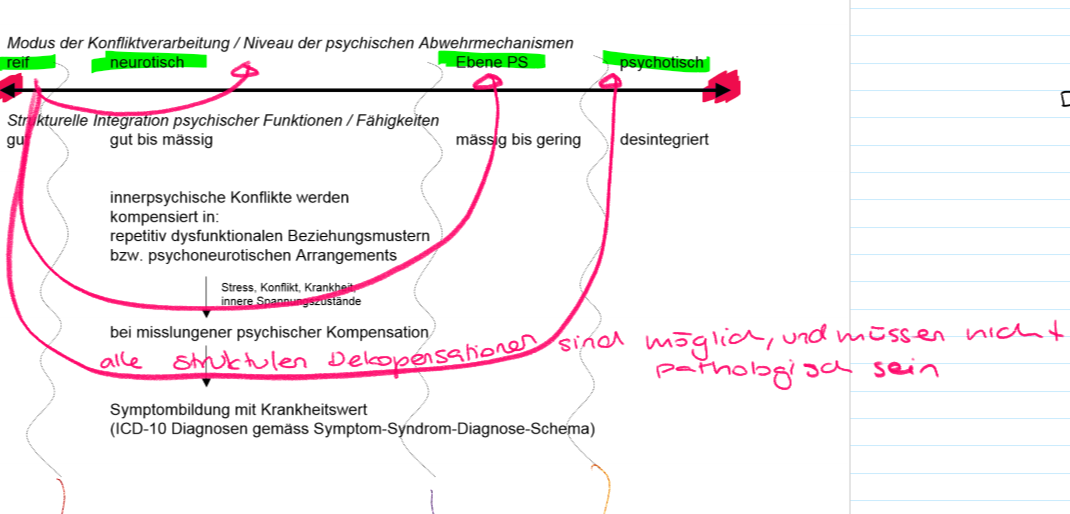 Modus der Konfliktverarbeitung / Niveau der psychischen Abwehrmechanismen
reif neurotisch Ebene PS psychotisch
Strukturelle Integration psychischer Funktionen / Fähigkeiten
gut gut bis mässig mässig bis gering desintegriert
innerpsychische Konflikte werden
kompensiert in:
repetitiv dysfunktionalen Beziehungsmustern
bzw. psychoneurotischen Arrangements
Stress, Konflikt, Krankheit,
innere Spannungszustände
bei misslungener psychischer Kompensation
alle struktulen Dekopensationen sind möglich, und müssen nicht
pathologisch sein
Symptombildung mit Krankheitswert
(ICD-10 Diagnosen gemäss Symptom-Syndrom-Diagnose-Schema)